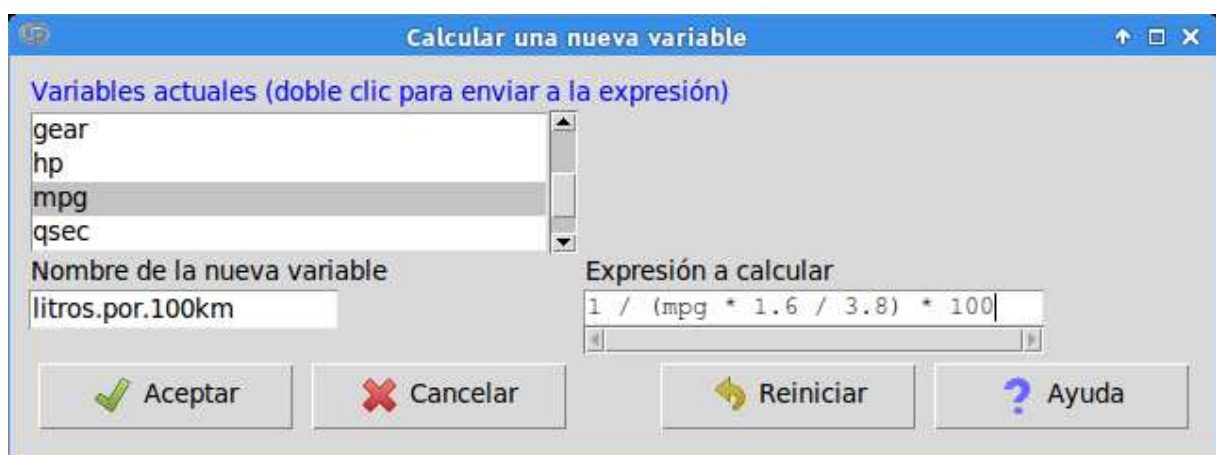 Calcular una nueva variable
Variables actuales (doble clic para enviar a la expresión)
gear
hp
mpg
qsec
Nombre de la nueva variable
Expresión a calcular
litros.por.100km
1 / (mpg * 1.6 / 3.8) * 100
Aceptar
Cancelar
Reiniciar
? Ayuda